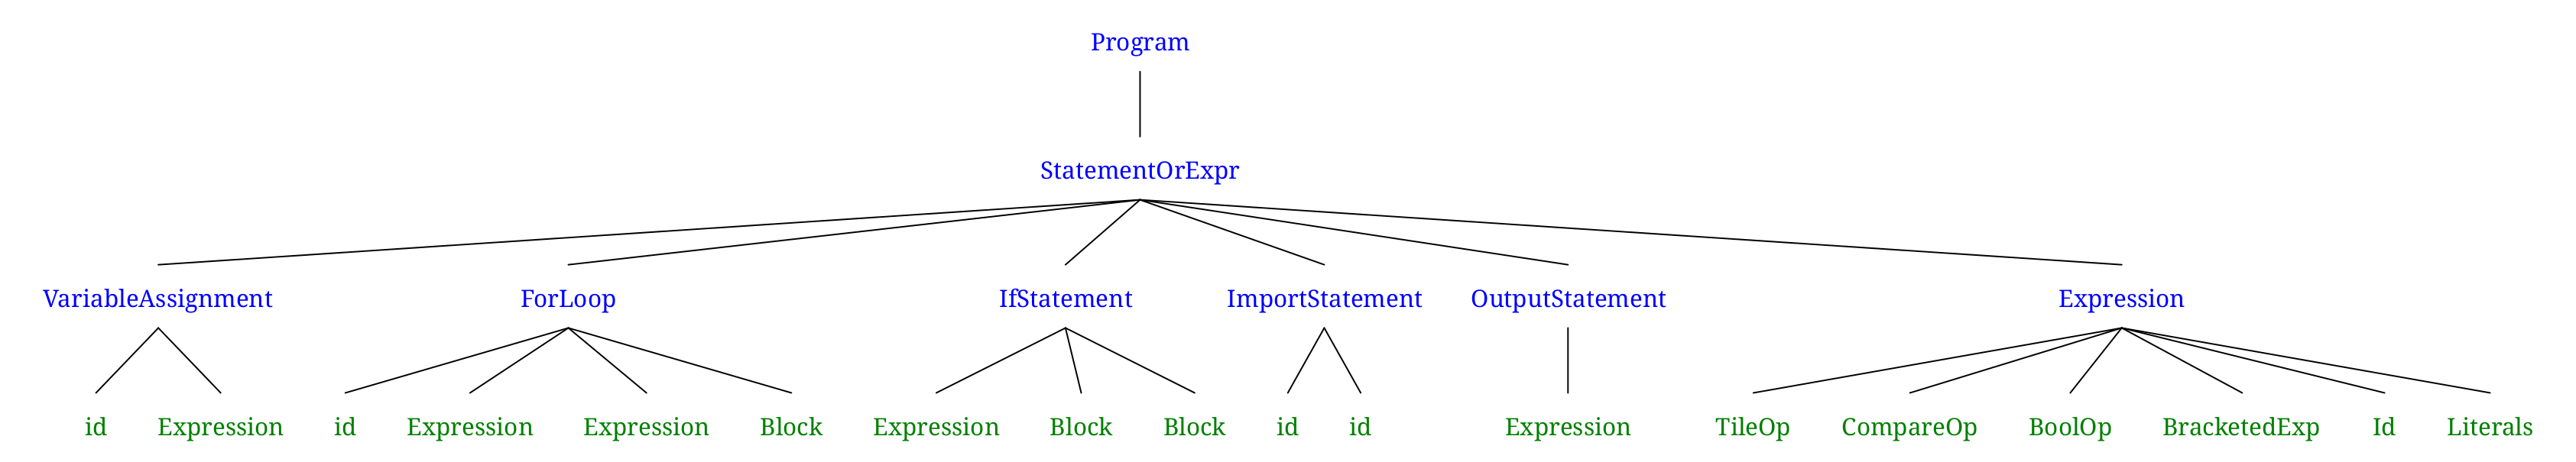 Program
StatementOrExpr
VariableAssignment ForLoop IfStatement ImportStatement OutputStatement Expression
id Expression id Expression Expression Block Expression Block Block id id Expression TileOp CompareOp BoolOp BracketedExp Id Literals